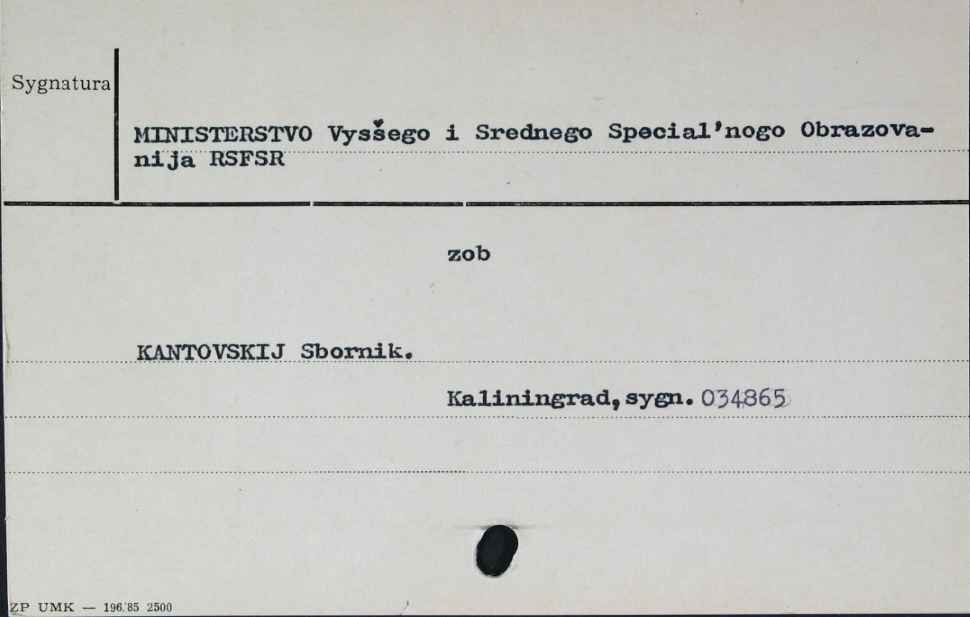 Sygnatura
MINISTERSTVO Vysšego i Srednego Special'nogo Obrazova-
nija RSFSR
zob
KANTOVSKIJ Sbornik.
Kaliningrad, sygn. 034865
ZP UMK — 196.'85 2500